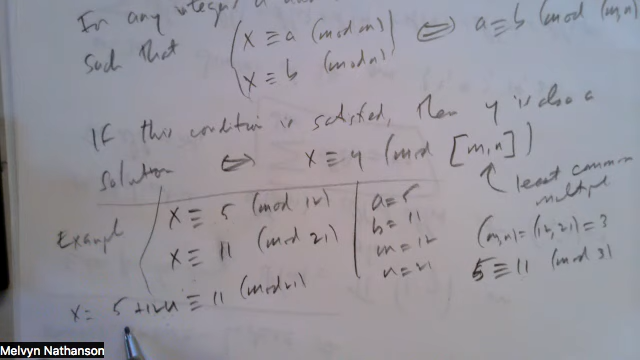 For any integers a and
such that
x ≡ a (mod m)
x ≡ b (mod n)
⟺ a ≡ b (mod (m,n)
If this condition is satisfied, then y is also a
solution ⟺ x ≡ y (mod [m,n])
least common
multiple
Exampl
x ≡ 5 (mod 12)
x ≡ 11 (mod 21)
a=5
b=11
m=12
n=21
(m,n)=(12,21)=3
5 ≡ 11 (mod 3)
x = 5+12u ≡ 11 (mod 21)
Melvyn Nathanson